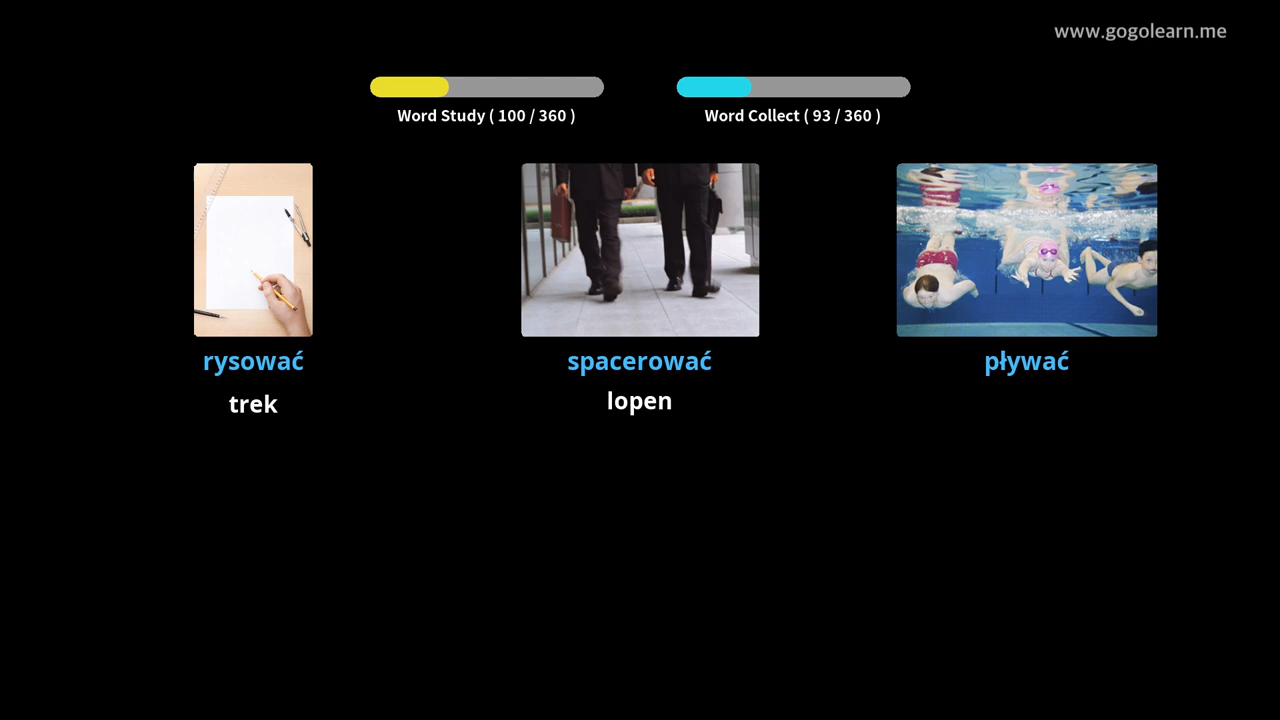 www.gogolearn.me
Word Study ( 100 / 360 )
Word Collect ( 93 / 360 )
rysować
spacerować
pływać
trek
lopen